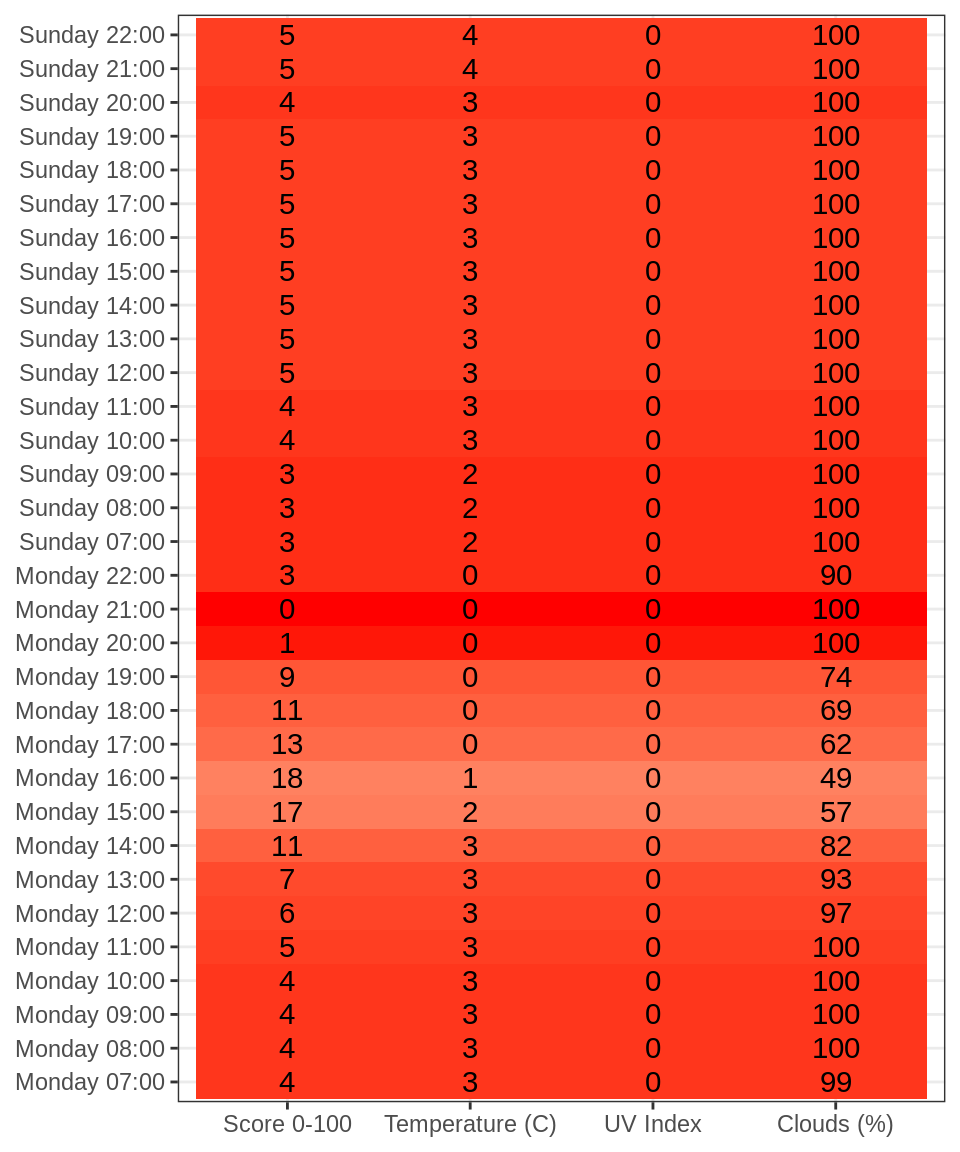 Sunday 22:00 5 4 0 100
Sunday 21:00 5 4 0 100
Sunday 20:00 4 3 0 100
Sunday 19:00 5 3 0 100
Sunday 18:00 5 3 0 100
Sunday 17:00 5 3 0 100
Sunday 16:00 5 3 0 100
Sunday 15:00 5 3 0 100
Sunday 14:00 5 3 0 100
Sunday 13:00 5 3 0 100
Sunday 12:00 5 3 0 100
Sunday 11:00 4 3 0 100
Sunday 10:00 4 3 0 100
Sunday 09:00 3 2 0 100
Sunday 08:00 3 2 0 100
Sunday 07:00 3 2 0 100
Monday 22:00 3 0 0 90
Monday 21:00 0 0 0 100
Monday 20:00 1 0 0 100
Monday 19:00 9 0 0 74
Monday 18:00 11 0 0 69
Monday 17:00 13 0 0 62
Monday 16:00 18 1 0 49
Monday 15:00 17 2 0 57
Monday 14:00 11 3 0 82
Monday 13:00 7 3 0 93
Monday 12:00 6 3 0 97
Monday 11:00 5 3 0 100
Monday 10:00 4 3 0 100
Monday 09:00 4 3 0 100
Monday 08:00 4 3 0 100
Monday 07:00 4 3 0 99
Score 0-100 Temperature (C) UV Index Clouds (%)